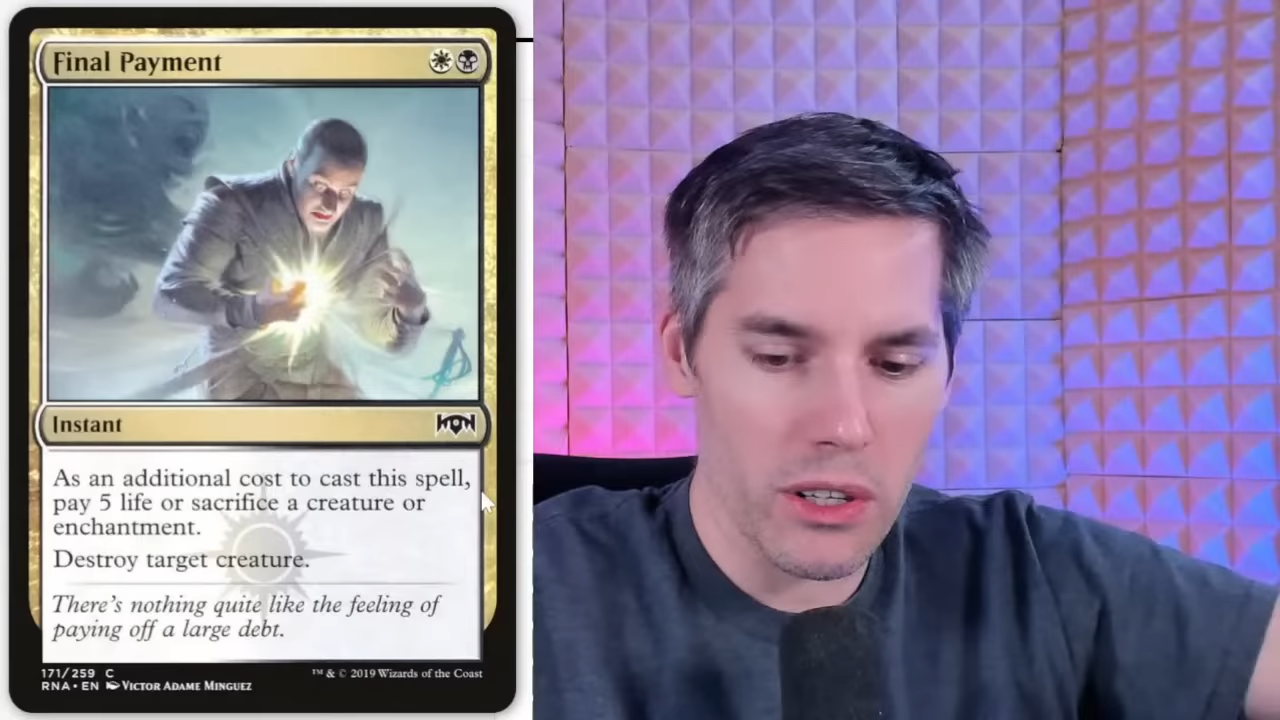 Final Payment
Instant
As an additional cost to cast this spell,
pay 5 life or sacrifice a creature or
enchantment.
Destroy target creature.
There's nothing quite like the feeling of
paying off a large debt.
171/259 C
™ & © 2019 Wizards of the Coast
RNA • EN Victor Adame Minguez